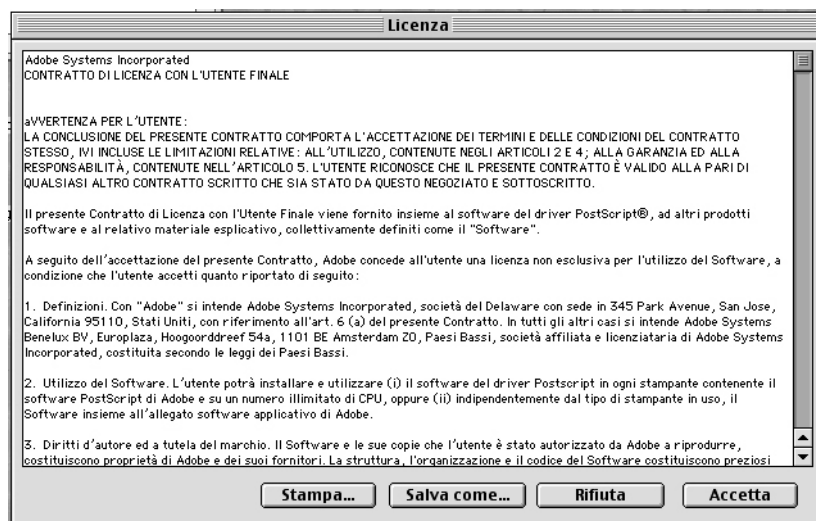 Licenza
Adobe Systems Incorporated
CONTRATTO DI LICENZA CON L'UTENTE FINALE
aVVERTENZA PER L'UTENTE:
LA CONCLUSIONE DEL PRESENTE CONTRATTO COMPORTA L'ACCETTAZIONE DEI TERMINI E DELLE CONDIZIONI DEL CONTRATTO
STESSO, IVI INCLUSE LE LIMITAZIONI RELATIVE: ALL'UTILIZZO, CONTENUTE NEGLI ARTICOLI 2 E 4; ALLA GARANZIA ED ALLA
RESPONSABILITÀ, CONTENUTE NELL'ARTICOLO 5. L'UTENTE RICONOSCE CHE IL PRESENTE CONTRATTO È VALIDO ALLA PARI DI
QUALSIASI ALTRO CONTRATTO SCRITTO CHE SIA STATO DA QUESTO NEGOZIATO E SOTTOSCRITTO.
Il presente Contratto di Licenza con l'Utente Finale viene fornito insieme al software del driver PostScript®, ad altri prodotti
software e al relativo materiale esplicativo, collettivamente definiti come il "Software".
A seguito dell'accettazione del presente Contratto, Adobe concede all'utente una licenza non esclusiva per l'utilizzo del Software, a
condizione che l'utente accetti quanto riportato di seguito:
1. Definizioni. Con "Adobe" si intende Adobe Systems Incorporated, società del Delaware con sede in 345 Park Avenue, San Jose,
California 95110, Stati Uniti, con riferimento all'art. 6 (a) del presente Contratto. In tutti gli altri casi si intende Adobe Systems
Benelux BV, Europlaza, Hoogoorddreef 54a, 1101 BE Amsterdam ZO, Paesi Bassi, società affiliata e licenziataria di Adobe Systems
Incorporated, costituita secondo le leggi dei Paesi Bassi.
2. Utilizzo del Software. L'utente potrà installare e utilizzare (i) il software del driver Postscript in ogni stampante contenente il
software PostScript di Adobe e su un numero illimitato di CPU, oppure (ii) indipendentemente dal tipo di stampante in uso, il
Software insieme all'allegato software applicativo di Adobe.
3. Diritti d'autore ed a tutela del marchio. Il Software e le sue copie che l'utente è stato autorizzato da Adobe a riprodurre,
costituiscono proprietà di Adobe e dei suoi fornitori. La struttura, l'organizzazione e il codice del Software costituiscono preziosi
Stampa... Salva come... Rifiuta Accetta